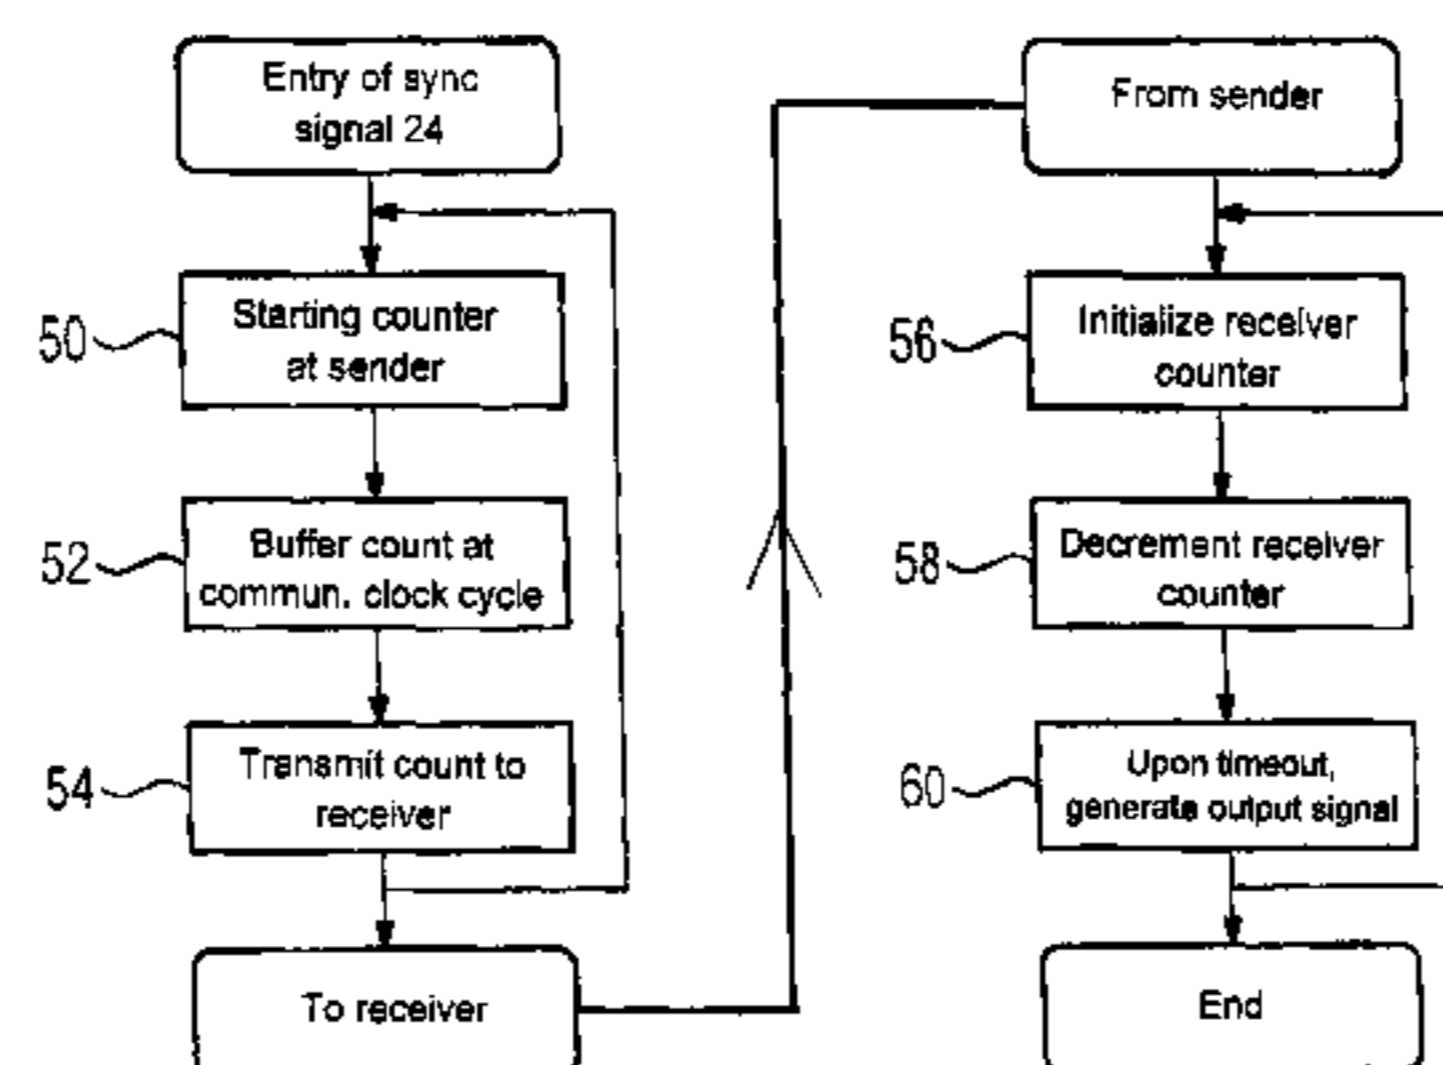 Entry of sync
signal 24
50
Starting counter
at sender
52
Buffer count at
commun. clock cycle
54
Transmit count to
receiver
To receiver
From sender
56
Initialize receiver
counter
58
Decrement receiver
counter
60
Upon timeout,
generate output signal
End